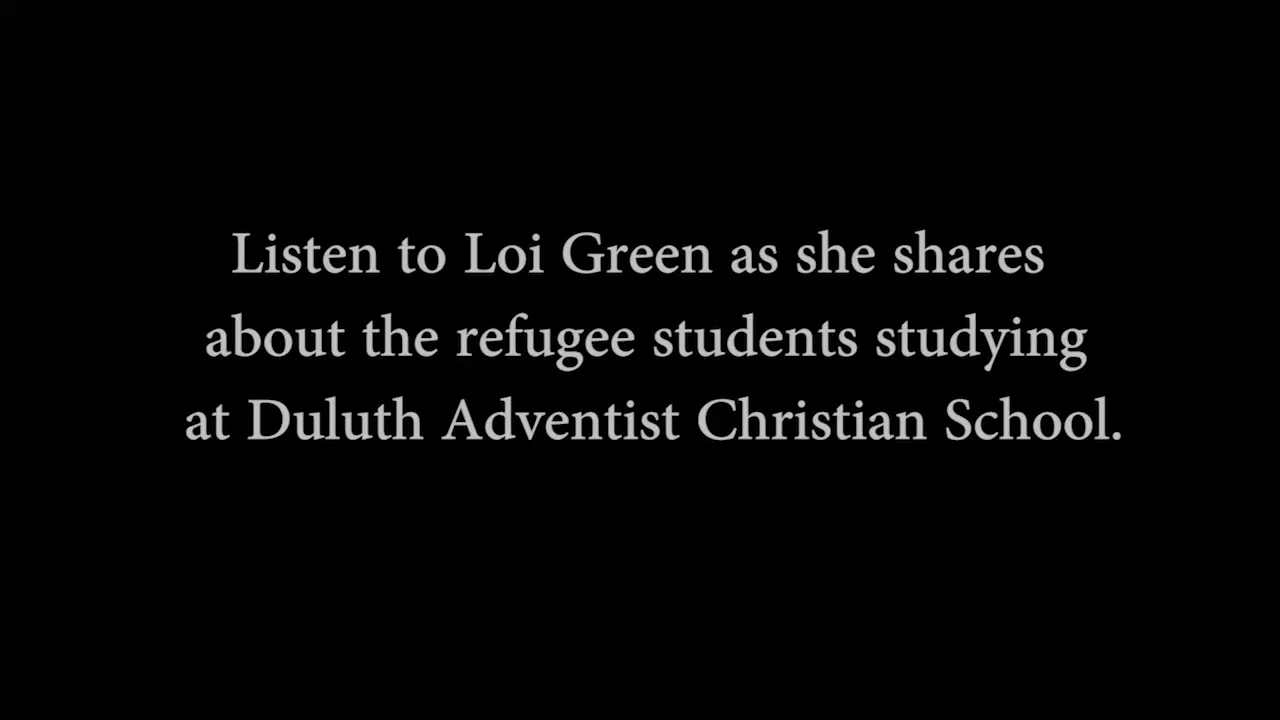 Listen to Loi Green as she shares
about the refugee students studying
at Duluth Adventist Christian School.